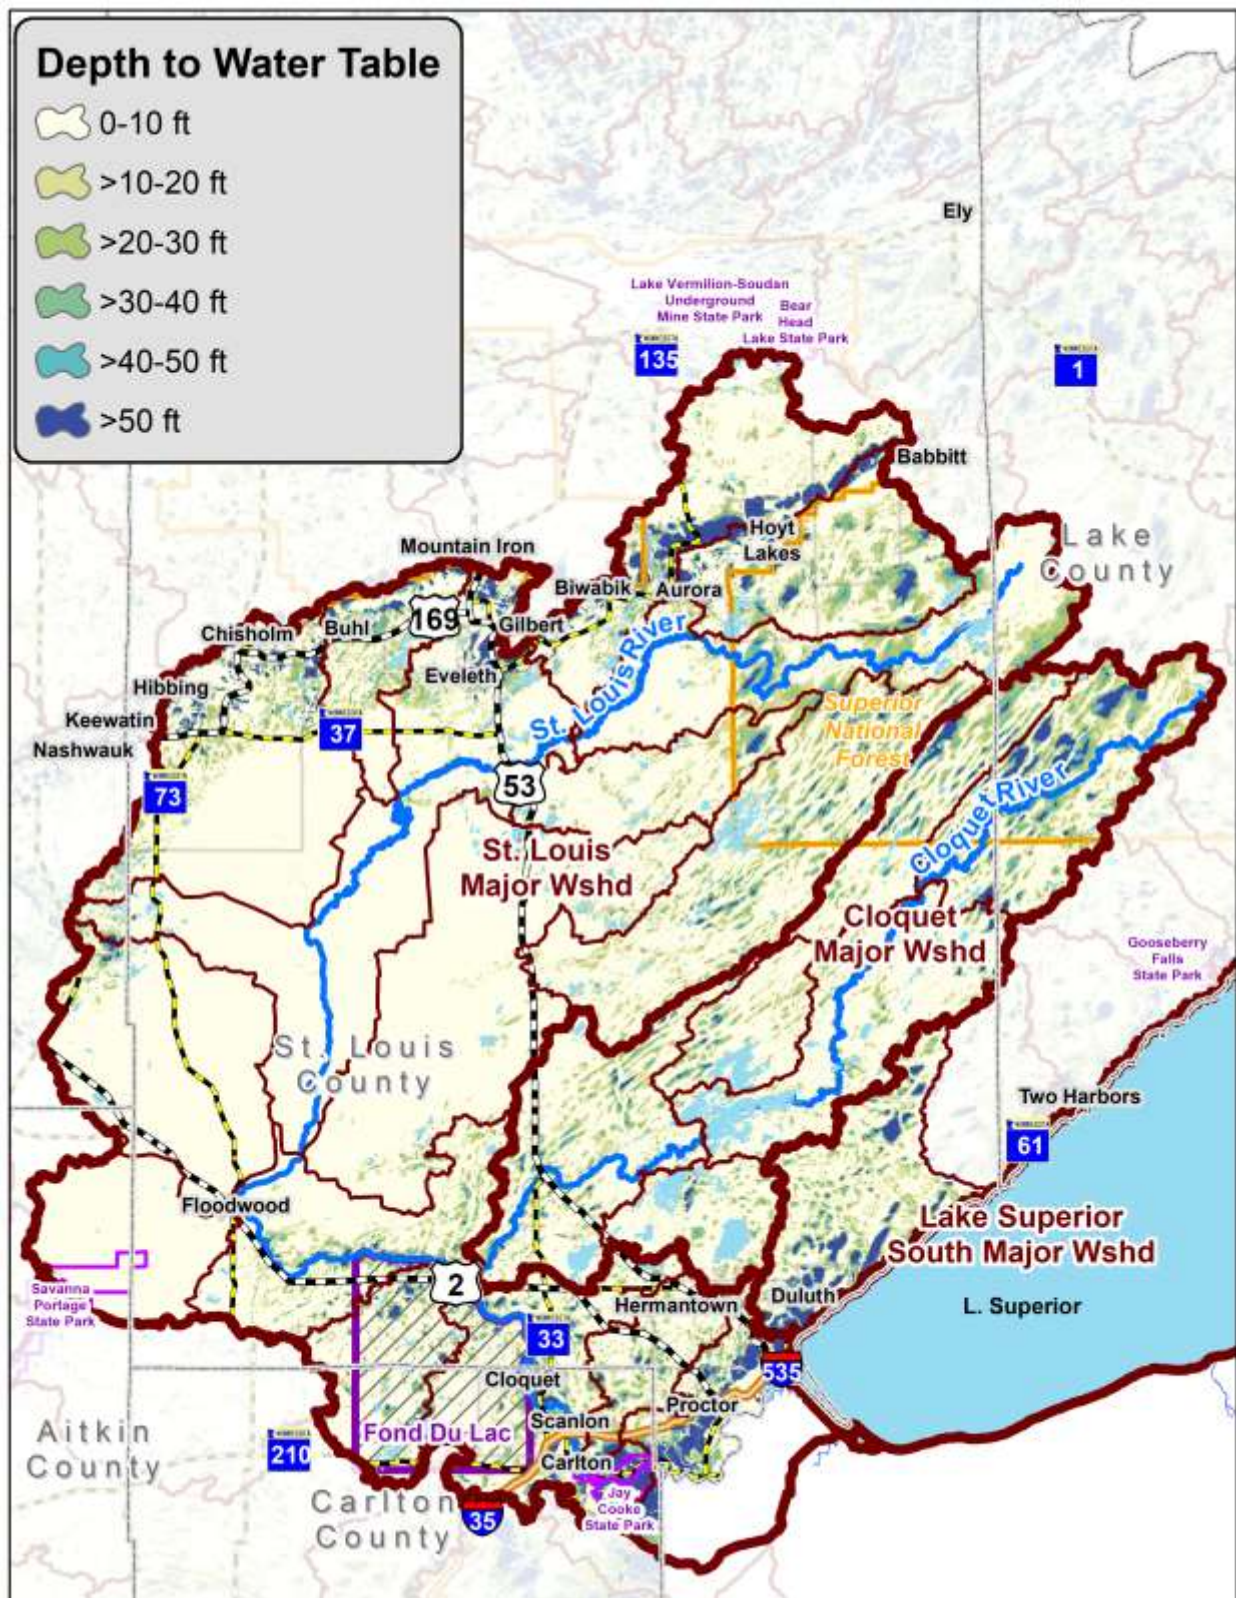 Depth to Water Table
0-10 ft
>10-20 ft
>20-30 ft
>30-40 ft
>40-50 ft
>50 ft
Ely
Lake Vermilion-Soudan
Underground
Mine State Park
Bear
Head
Lake State Park
135
1
Babbitt
Hoyt
Lakes
Lake
County
Mountain Iron
Biwabik
Aurora
169
Chisholm
Buhl
Gilbert
Eveleth
St. Louis River
Hibbing
Keewatin
Nashwauk
37
Superior
National
Forest
73
53
Cloquet River
St. Louis
Major Wshd
Cloquet
Major Wshd
Gooseberry
Falls
State Park
St. Louis
County
Two Harbors
61
Floodwood
Lake Superior
South Major Wshd
L. Superior
2
Savanna
Portage
State Park
Hermantown
Duluth
33
535
Cloquet
Proctor
Scanlon
Fond Du Lac
Carlton
Aitkin
County
210
Carlton
County
35
Jay
Cooke
State Park